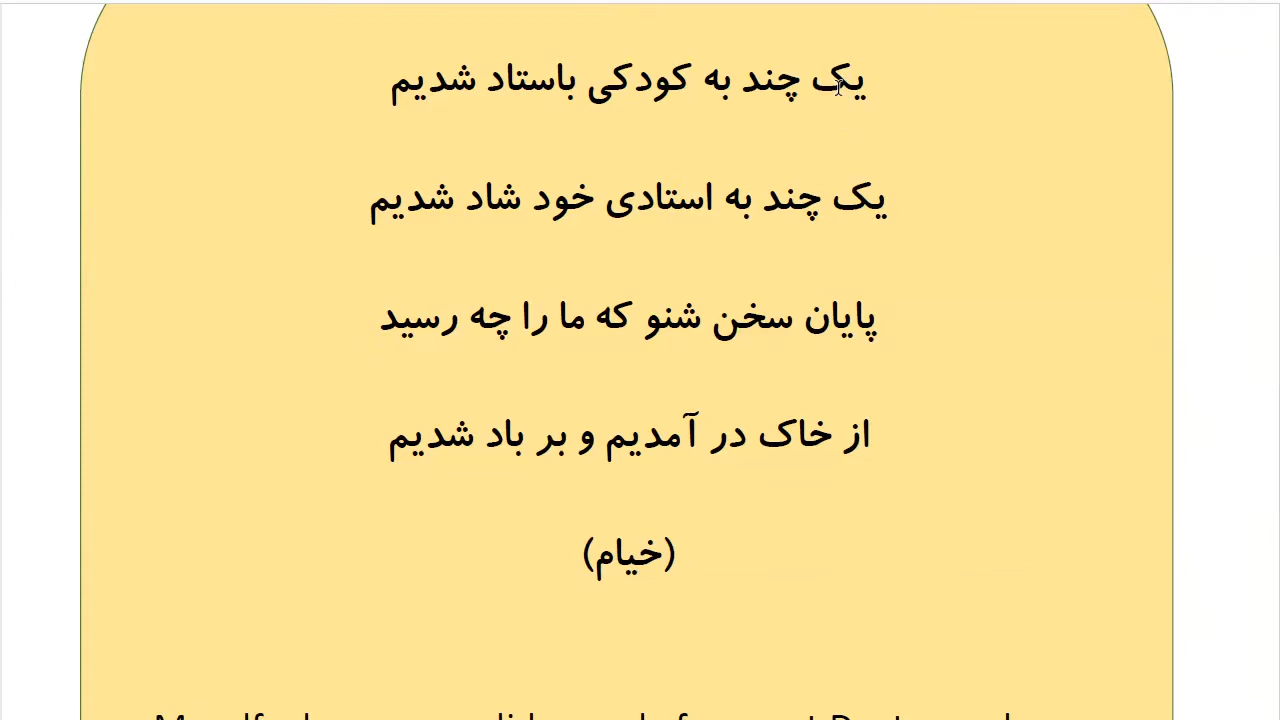 یک چند به کودکی باستاد شدیم
یک چند به استادی خود شاد شدیم
پایان سخن شنو که ما را چه رسید
از خاک در آمدیم و بر باد شدیم
(خیام)